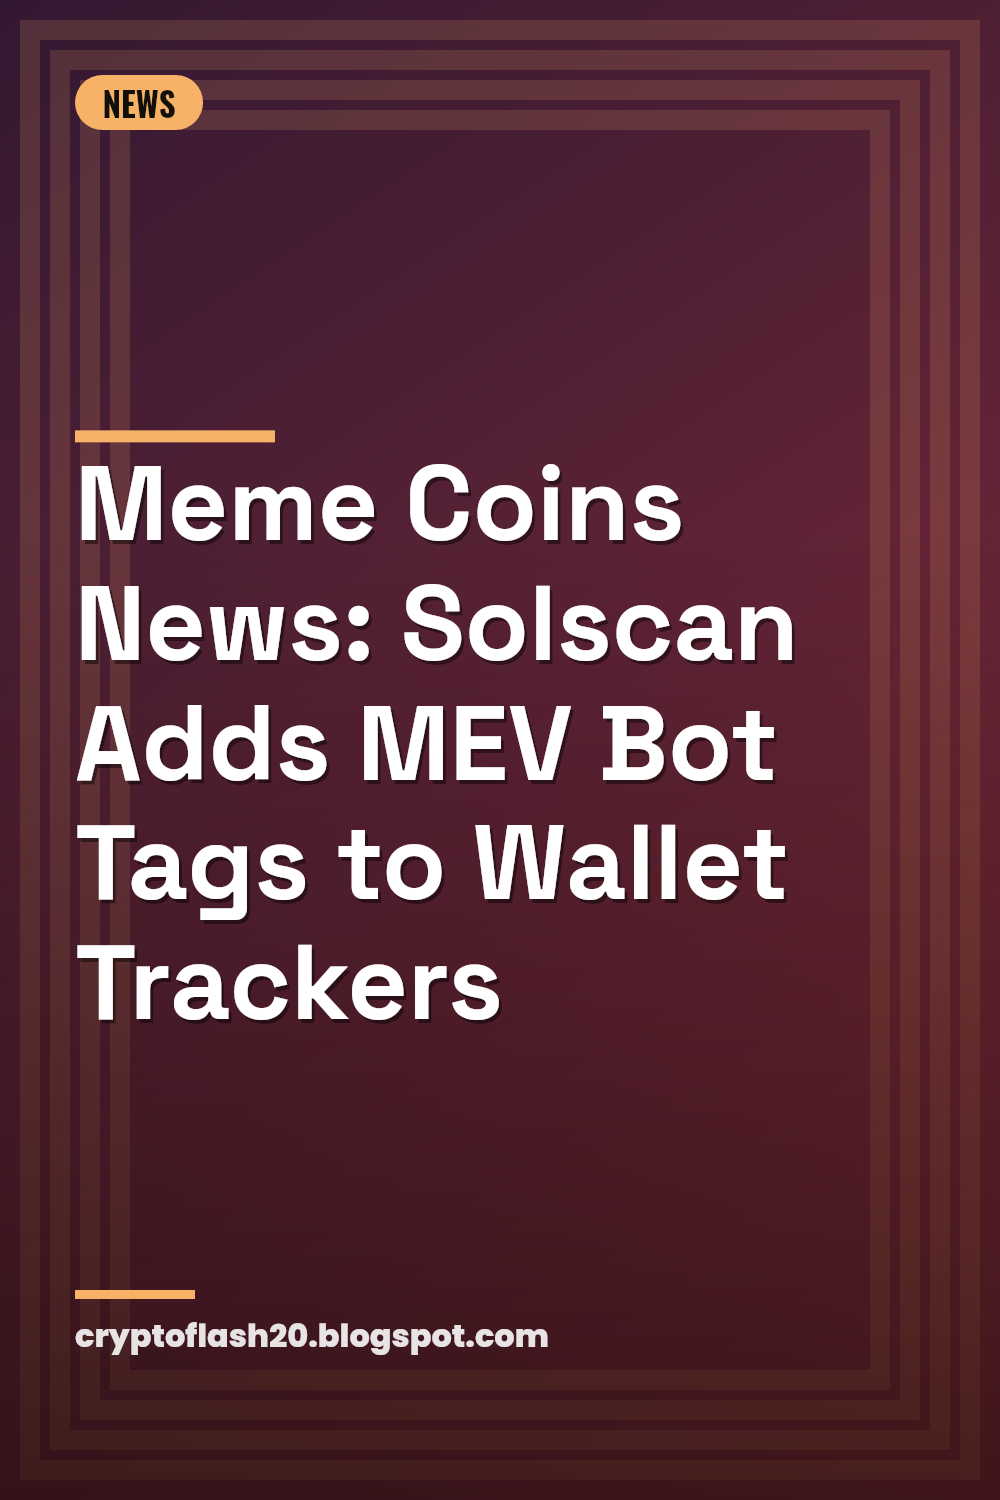 NEWS
Meme Coins
News: Solscan
Adds MEV Bot
Tags to Wallet
Trackers
cryptoflash20.blogspot.com